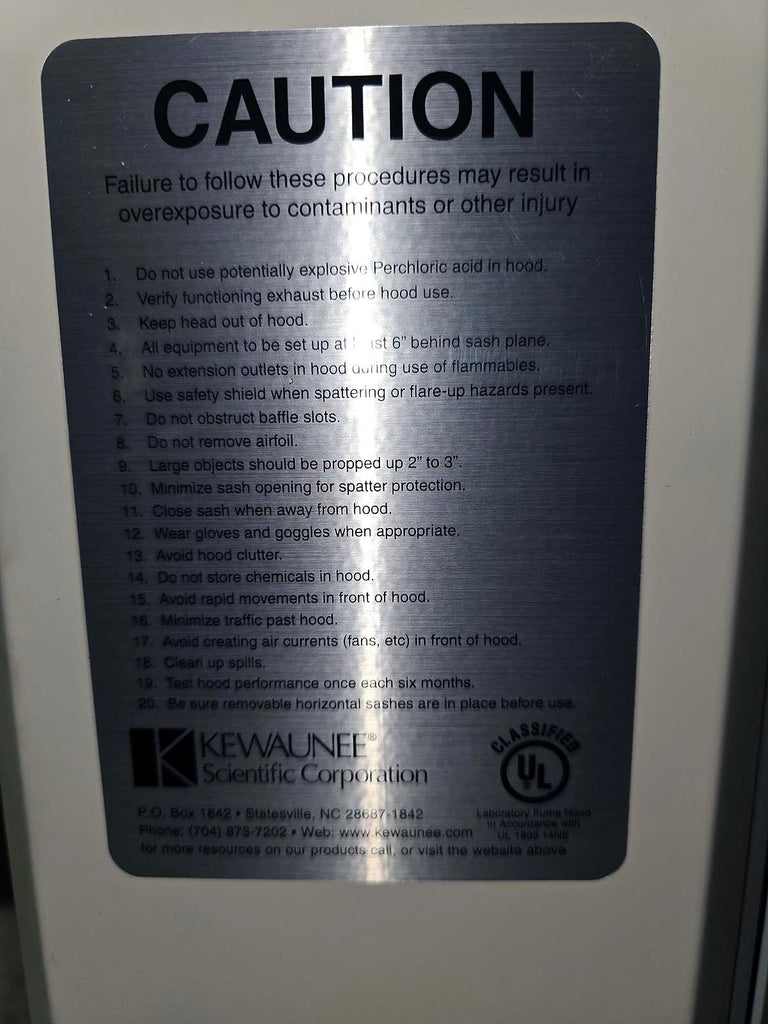 CAUTION
Failure to follow these procedures may result in
overexposure to contaminants or other injury
1. Do not use potentially explosive Perchloric acid in hood.
2. Verify functioning exhaust before hood use.
3. Keep head out of hood.
4. All equipment to be set up at least 6" behind sash plane.
5. No extension outlets in hood during use of flammables.
6. Use safety shield when spattering or flare-up hazards present.
7. Do not obstruct baffle slots.
8. Do not remove airfoil.
9. Large objects should be propped up 2" to 3".
10. Minimize sash opening for spatter protection.
11. Close sash when away from hood.
12. Wear gloves and goggles when appropriate.
13. Avoid hood clutter.
14. Do not store chemicals in hood.
15. Avoid rapid movements in front of hood.
16. Minimize traffic past hood.
17. Avoid creating air currents (fans, etc) in front of hood.
18. Clean up spills.
19. Test hood performance once each six months.
20. Be sure removable horizontal sashes are in place before use.
KEWAUNEE®
Scientific Corporation
CLASSIFIED
UL
®
P.O. Box 1842 • Statesville, NC 28687-1842
Phone: (704) 873-7202 • Web: www.kewaunee.com
for more resources on our products call, or visit the website above
Laboratory Fume Hood
In Accordance with
UL 1805 14NE